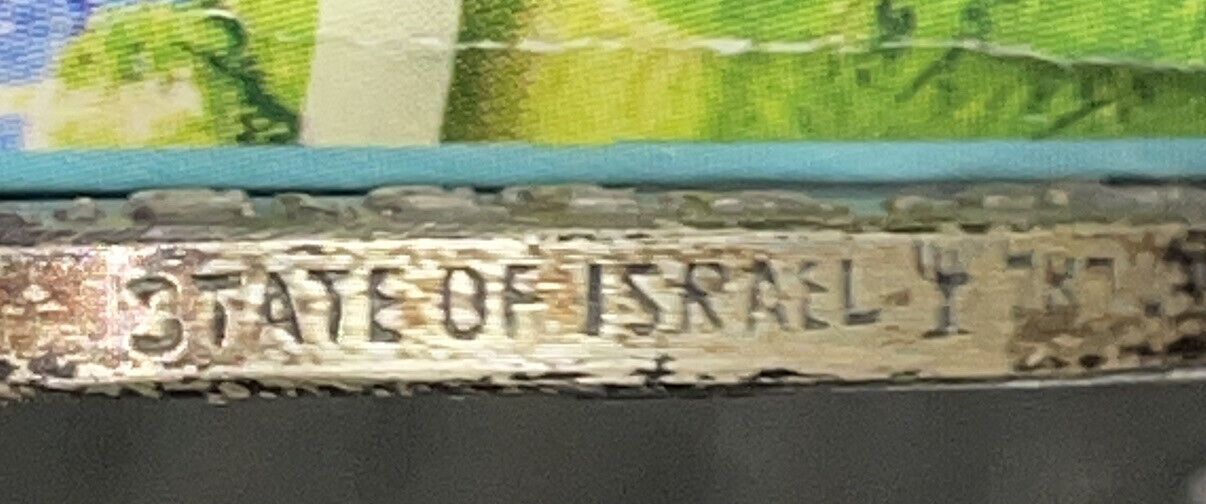 STATE OF ISRAEL